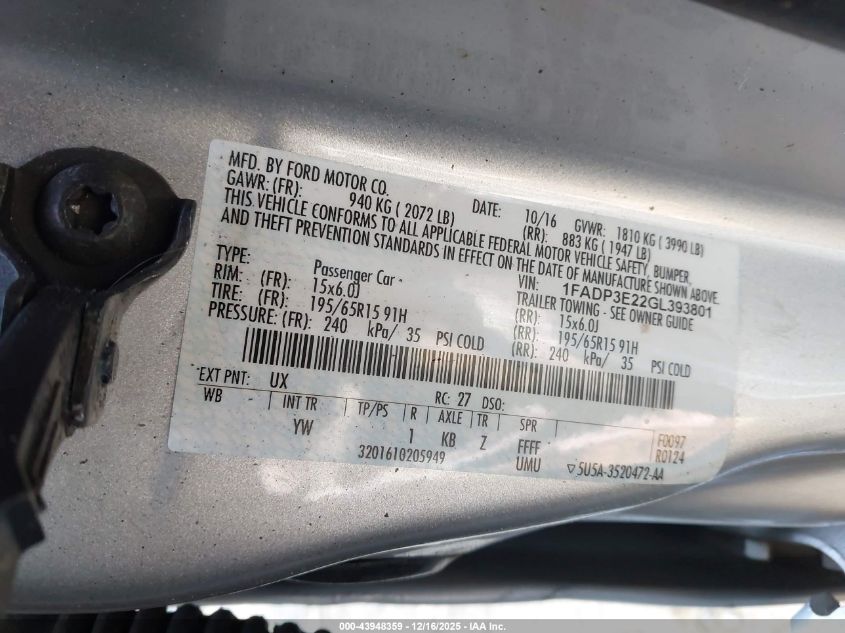 MFD. BY FORD MOTOR CO.
DATE: 10/16 GVWR: 1810 KG ( 3990 LB)
GAWR: (FR): 940 KG ( 2072 LB) (RR): 883 KG ( 1947 LB)
THIS VEHICLE CONFORMS TO ALL APPLICABLE FEDERAL MOTOR VEHICLE SAFETY, BUMPER,
AND THEFT PREVENTION STANDARDS IN EFFECT ON THE DATE OF MANUFACTURE SHOWN ABOVE.
VIN: 1FADP3E22GL393801
TYPE: Passenger Car TRAILER TOWING - SEE OWNER GUIDE
RIM: (FR): 15x6.0J (RR): 15x6.0J
TIRE: (FR): 195/65R15 91H (RR): 195/65R15 91H
PRESSURE: (FR): 240 kPa/ 35 PSI COLD (RR): 240 kPa/ 35 PSI COLD
EXT PNT: UX RC: 27 DSO:
WB INT TR TP/PS R AXLE TR SPR
YW 1 KB Z FFFF F0097
3201610205949 UMU R0124
▽5U5A-3520472-AA
000-43948359 - 12/16/2025 - IAA Inc.